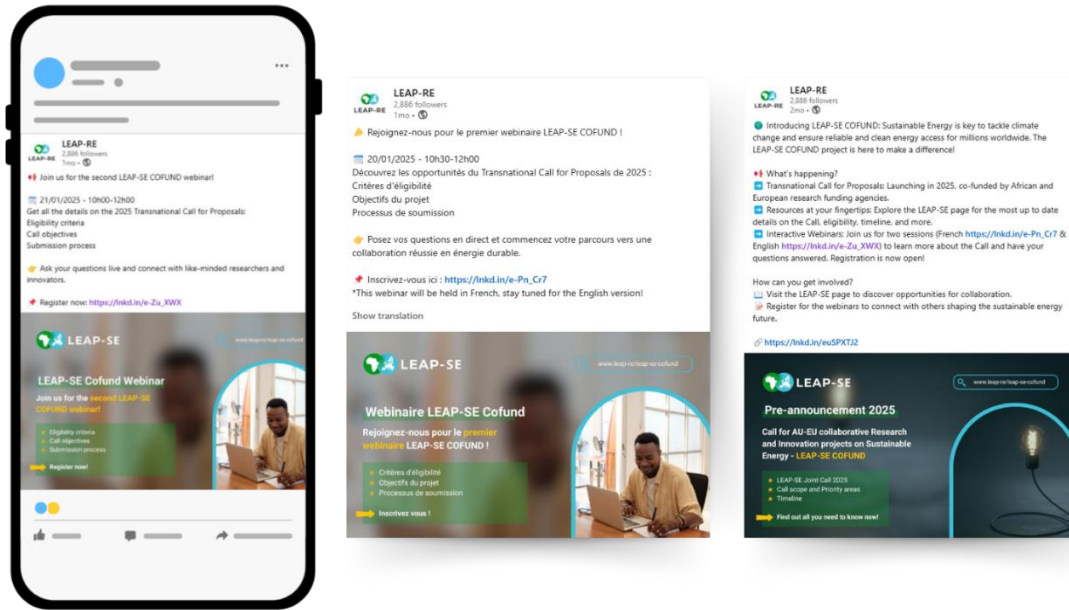 LEAP-RE
LEAP-RE
2,886 followers
1mo •
Join us for the second LEAP-SE COFUND webinar!
21/01/2025 - 10h00-12h00
Get all the details on the 2025 Transnational Call for Proposals:
Eligibility criteria
Call objectives
Submission process
Ask your questions live and connect with like-minded researchers and
innovators.
Register now: https://lnkd.in/e-Zu_XWX
LEAP-SE
www.leap-re/leap-se-cofund
LEAP-SE Cofund Webinar
Join us for the second LEAP-SE
COFUND webinar!
Eligibility criteria
Call objectives
Submission process
Register now!
LEAP-RE
LEAP-RE
2,886 followers
1mo •
Rejoignez-nous pour le premier webinaire LEAP-SE COFUND !
20/01/2025 - 10h30-12h00
Découvrez les opportunités du Transnational Call for Proposals de 2025 :
Critères d'éligibilité
Objectifs du projet
Processus de soumission
Posez vos questions en direct et commencez votre parcours vers une
collaboration réussie en énergie durable.
Inscrivez-vous ici : https://lnkd.in/e-Pn_Cr7
*This webinar will be held in French, stay tuned for the English version!
Show translation
LEAP-SE
www.leap-re/leap-se-cofund
Webinaire LEAP-SE Cofund
Rejoignez-nous pour le premier
webinaire LEAP-SE COFUND !
Critères d'éligibilité
Objectifs du projet
Processus de soumission
Inscrivez vous !
LEAP-RE
LEAP-RE
2,886 followers
2mo •
Introducing LEAP-SE COFUND: Sustainable Energy is key to tackle climate
change and ensure reliable and clean energy access for millions worldwide. The
LEAP-SE COFUND project is here to make a difference!
What's happening?
Transnational Call for Proposals: Launching in 2025, co-funded by African and
European research funding agencies.
Resources at your fingertips: Explore the LEAP-SE page for the most up to date
details on the Call, eligibility, timeline, and more.
Interactive Webinars: Join us for two sessions (French https://lnkd.in/e-Pn_Cr7 &
English https://lnkd.in/e-Zu_XWX) to learn more about the Call and have your
questions answered. Registration is now open!
How can you get involved?
Visit the LEAP-SE page to discover opportunities for collaboration.
Register for the webinars to connect with others shaping the sustainable energy
future.
https://lnkd.in/euSPXTJ2
LEAP-SE
www.leap-re/leap-se-cofund
Pre-announcement 2025
Call for AU-EU collaborative Research
and Innovation projects on Sustainable
Energy - LEAP-SE COFUND
LEAP-SE Joint Call 2025
Call scope and Priority areas
Timeline
Find out all you need to know now!